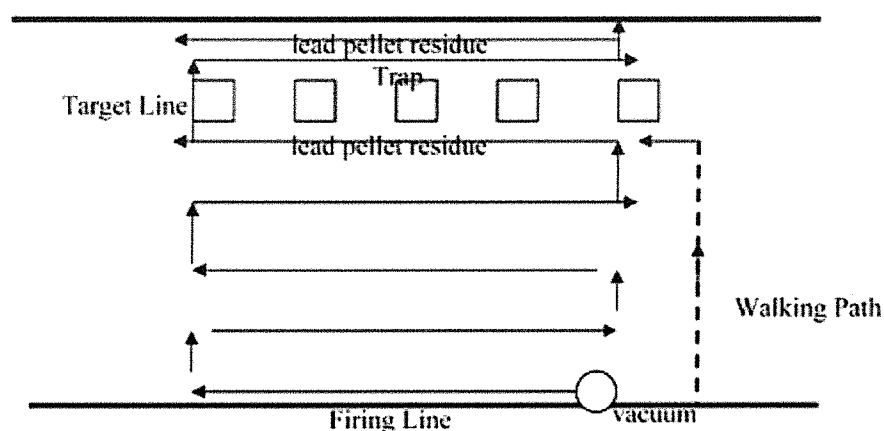 lead pellet residue
Trap
Target Line
lead pellet residue
Walking Path
Firing Line
vacuum